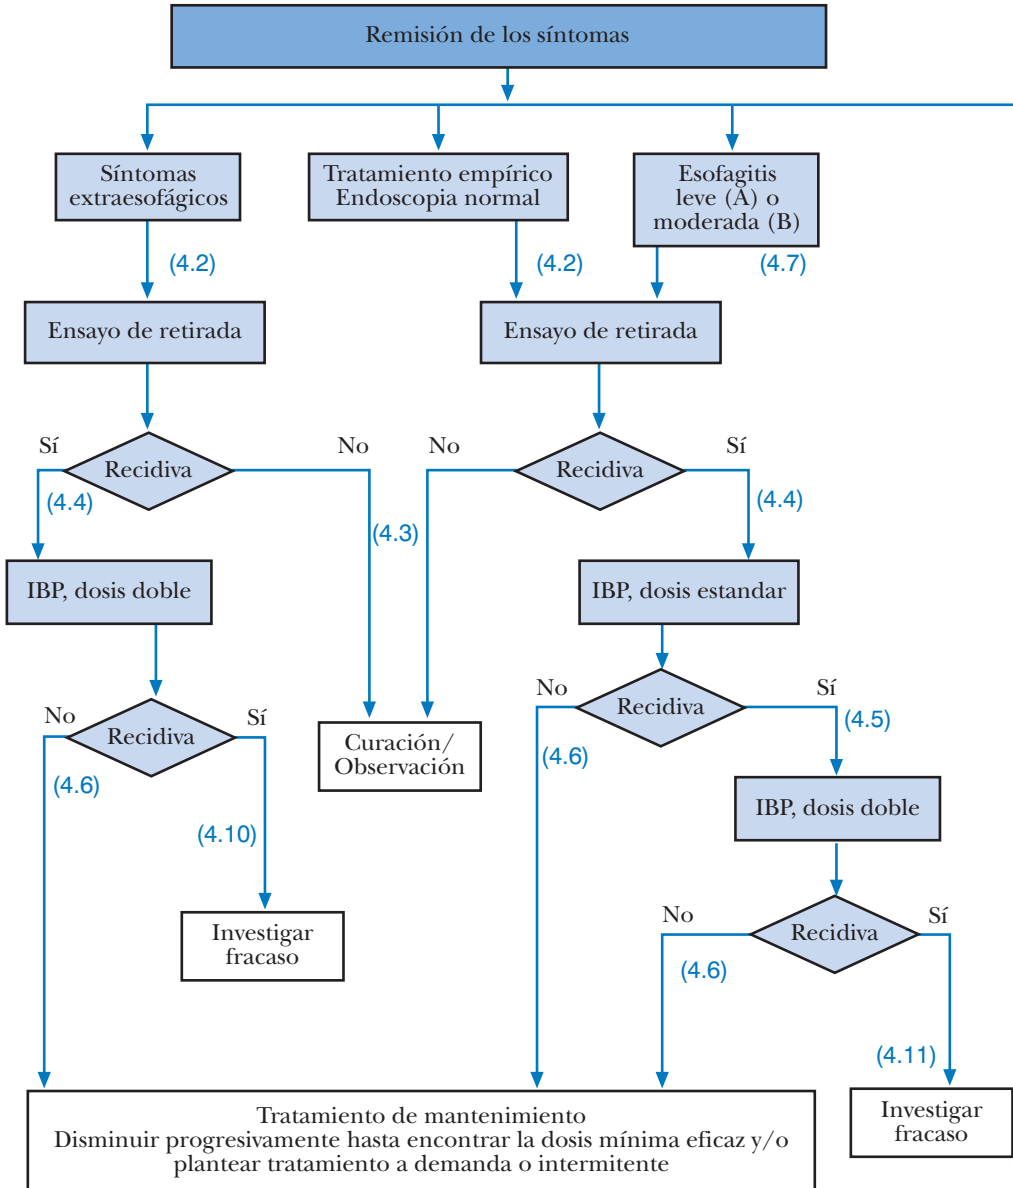 Remisión de los síntomas
Síntomas
extraesofágicos
Tratamiento empírico
Endoscopia normal
Esofagitis
leve (A) o
moderada (B)
(4.2)
(4.2)
(4.7)
Ensayo de retirada
Ensayo de retirada
Sí
Recidiva
No
No
Recidiva
Sí
(4.4)
(4.3)
(4.4)
IBP, dosis doble
IBP, dosis estandar
No
Recidiva
Sí
No
Recidiva
Sí
(4.6)
(4.10)
Curación/
Observación
(4.6)
(4.5)
IBP, dosis doble
Investigar
fracaso
No
Recidiva
Sí
(4.6)
(4.11)
Tratamiento de mantenimiento
Disminuir progresivamente hasta encontrar la dosis mínima eficaz y/o
plantear tratamiento a demanda o intermitente
Investigar
fracaso